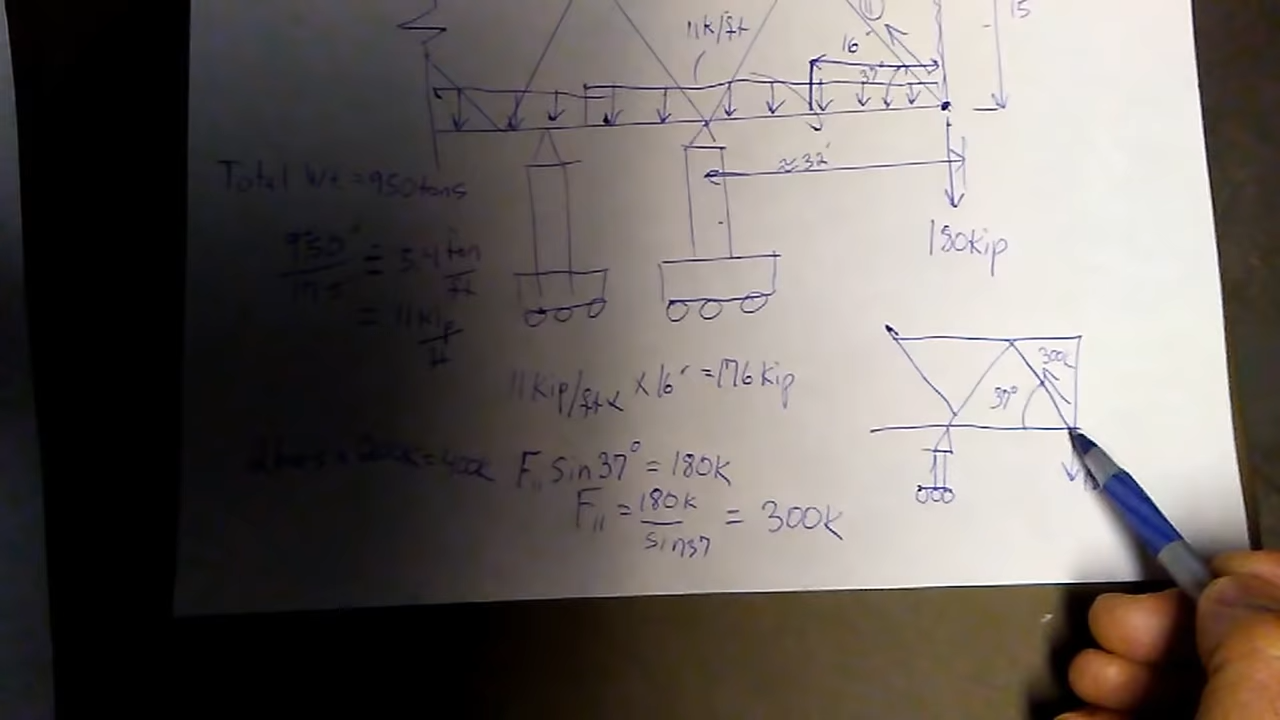 15
11
11k/ft
16'
37°
≈32'
Total Wt = 950 tons
180kip
= 5.4 ton/ft
= 11 kip/ft
11 kip/ft x 16' = 176 kip
300k
37°
F11 sin 37° = 180k
F11 = 180k/sin37 = 300k